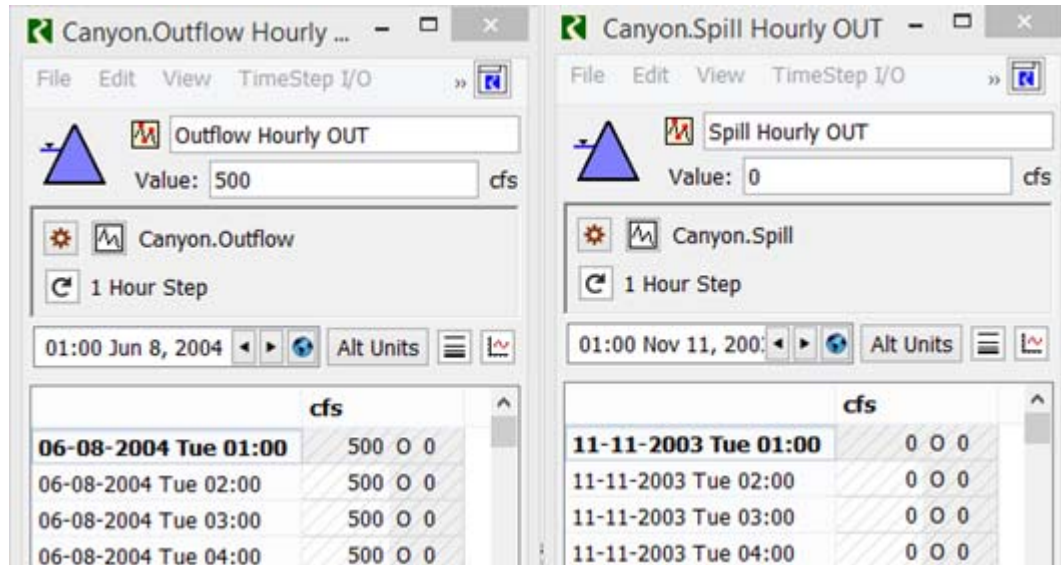 Canyon.Outflow Hourly ...
File Edit View TimeStep I/O »
Outflow Hourly OUT
Value: 500 cfs
Canyon.Outflow
1 Hour Step
01:00 Jun 8, 2004 Alt Units
cfs
06-08-2004 Tue 01:00 500 O 0
06-08-2004 Tue 02:00 500 O 0
06-08-2004 Tue 03:00 500 O 0
06-08-2004 Tue 04:00 500 O 0
Canyon.Spill Hourly OUT
File Edit View TimeStep I/O »
Spill Hourly OUT
Value: 0 cfs
Canyon.Spill
1 Hour Step
01:00 Nov 11, 200 Alt Units
cfs
11-11-2003 Tue 01:00 0 O 0
11-11-2003 Tue 02:00 0 O 0
11-11-2003 Tue 03:00 0 O 0
11-11-2003 Tue 04:00 0 O 0